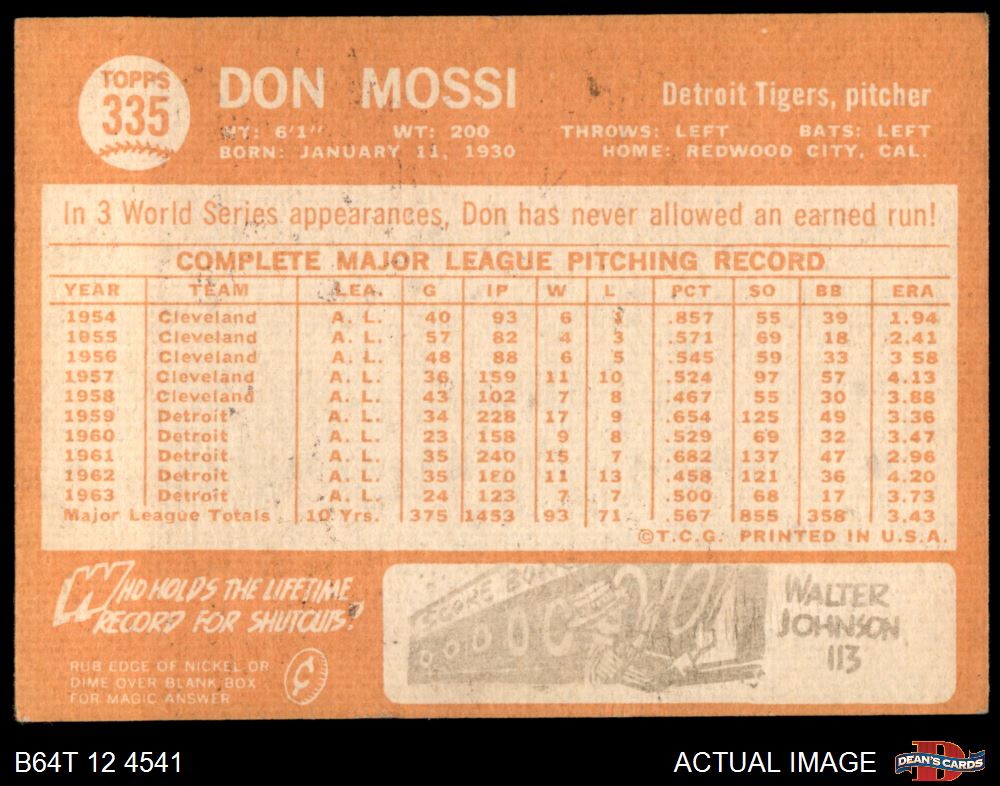 TOPPS
335
DON MOSSI
Detroit Tigers, pitcher
HT: 6'1" WT: 200 THROWS: LEFT BATS: LEFT
BORN: JANUARY 11, 1930 HOME: REDWOOD CITY, CAL.
In 3 World Series appearances, Don has never allowed an earned run!
COMPLETE MAJOR LEAGUE PITCHING RECORD
YEAR TEAM LEA. G IP W L PCT SO BB ERA
1954 Cleveland A. L. 40 93 6 1 .857 55 39 1.94
1955 Cleveland A. L. 57 82 4 3 .571 69 18 2.41
1956 Cleveland A. L. 48 88 6 5 .545 59 33 3.58
1957 Cleveland A. L. 36 159 11 10 .524 97 57 4.13
1958 Cleveland A. L. 43 102 7 8 .467 55 30 3.88
1959 Detroit A. L. 34 228 17 9 .654 125 49 3.36
1960 Detroit A. L. 23 158 9 8 .529 69 32 3.47
1961 Detroit A. L. 35 240 15 7 .682 137 47 2.96
1962 Detroit A. L. 35 180 11 13 .458 121 36 4.20
1963 Detroit A. L. 24 123 7 7 .500 68 17 3.73
Major League Totals 10 Yrs. 375 1453 93 71 .567 855 358 3.43
©T.C.G. PRINTED IN U.S.A.
WHO HOLDS THE LIFETIME
RECORD FOR SHUTOUTS?
RUB EDGE OF NICKEL OR
DIME OVER BLANK BOX
FOR MAGIC ANSWER
¢
SCORE BOARD
0 0 0 0 0
WALTER
JOHNSON
113
B64T 12 4541
ACTUAL IMAGE
DEAN'S CARDS